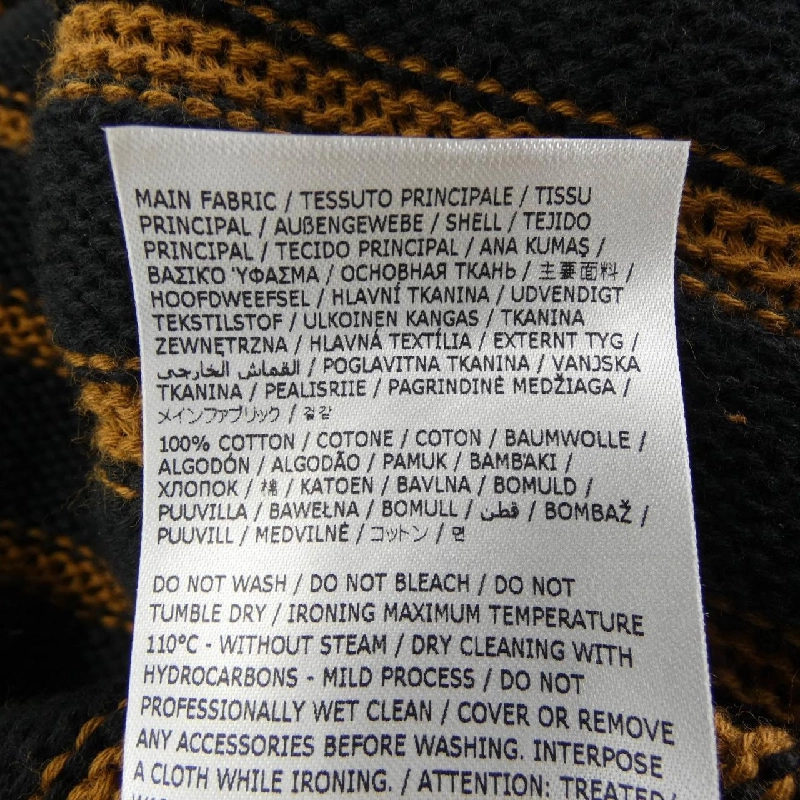 MAIN FABRIC / TESSUTO PRINCIPALE / TISSU
PRINCIPAL / AUßENGEWEBE / SHELL / TEJIDO
PRINCIPAL / TECIDO PRINCIPAL / ANA KUMAŞ /
ΒΑΣΙΚΟ ΎΦΑΣΜΑ / ОСНОВНАЯ ТКАНЬ / 主要面料 /
HOOFDWEEFSEL / HLAVNÍ TKANINA / UDVENDIGT
TEKSTILSTOF / ULKOINEN KANGAS / TKANINA
ZEWNĘTRZNA / HLAVNÁ TEXTÍLIA / EXTERNT TYG /
القماش الخارجي / POGLAVITNA TKANINA / VANJSKA
TKANINA / PEALISRIIE / PAGRINDINĖ MEDŽIAGA /
メインファブリック / 겉감
100% COTTON / COTONE / COTON / BAUMWOLLE /
ALGODÓN / ALGODÃO / PAMUK / ΒΑΜΒΆΚΙ /
ХЛОПОК / 棉 / KATOEN / BAVLNA / BOMULD /
PUUVILLA / BAWEŁNA / BOMULL / قطن / BOMBAŽ /
PUUVILL / MEDVILNĖ / コットン / 면
DO NOT WASH / DO NOT BLEACH / DO NOT
TUMBLE DRY / IRONING MAXIMUM TEMPERATURE
110°C - WITHOUT STEAM / DRY CLEANING WITH
HYDROCARBONS - MILD PROCESS / DO NOT
PROFESSIONALLY WET CLEAN / COVER OR REMOVE
ANY ACCESSORIES BEFORE WASHING. INTERPOSE
A CLOTH WHILE IRONING. / ATTENTION: TREATED/